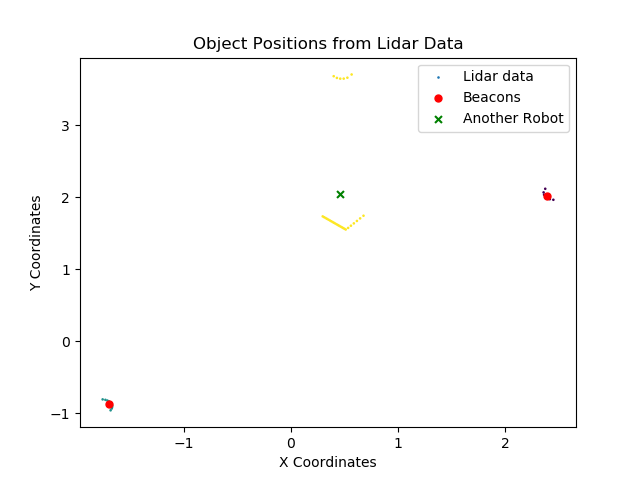 Object Positions from Lidar Data
Lidar data
Beacons
Another Robot
Y Coordinates
3
2
1
0
−1
−1
0
1
2
X Coordinates